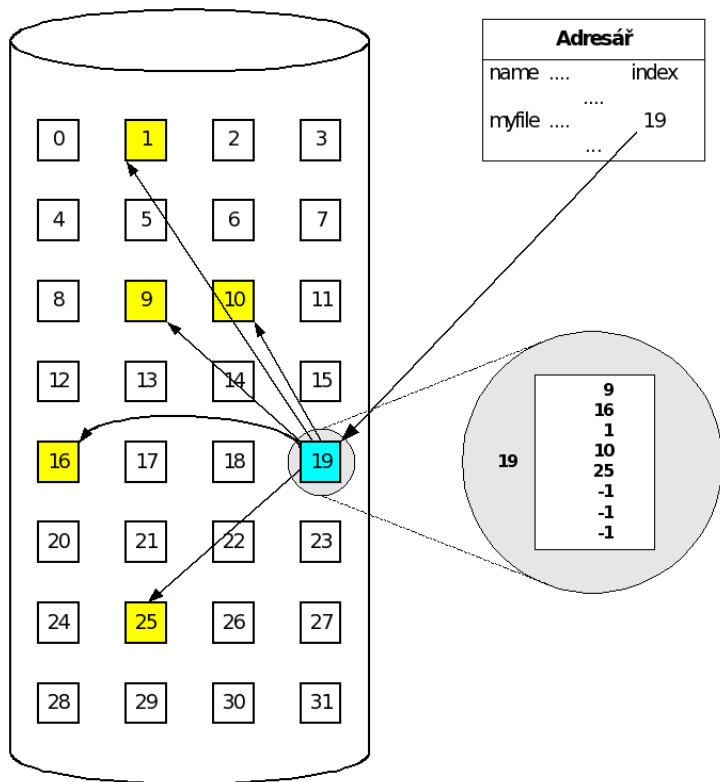 Adresář
name .... index
....
myfile .... 19
...
0 1 2 3
4 5 6 7
8 9 10 11
12 13 14 15
16 17 18 19
20 21 22 23
24 25 26 27
28 29 30 31
19
9
16
1
10
25
-1
-1
-1